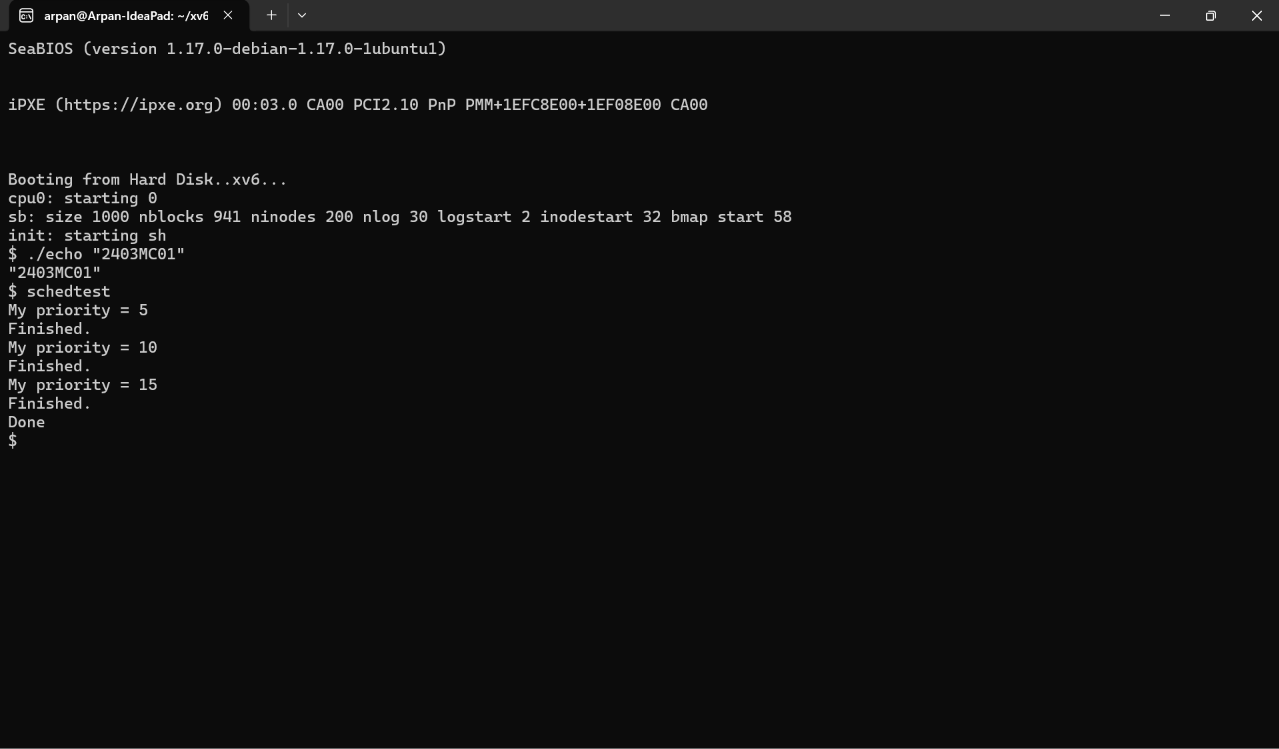 arpan@Arpan-IdeaPad: ~/xv6
SeaBIOS (version 1.17.0-debian-1.17.0-1ubuntu1)
iPXE (https://ipxe.org) 00:03.0 CA00 PCI2.10 PnP PMM+1EFC8E00+1EF08E00 CA00
Booting from Hard Disk..xv6...
cpu0: starting 0
sb: size 1000 nblocks 941 ninodes 200 nlog 30 logstart 2 inodestart 32 bmap start 58
init: starting sh
$ ./echo "2403MC01"
"2403MC01"
$ schedtest
My priority = 5
Finished.
My priority = 10
Finished.
My priority = 15
Finished.
Done
$